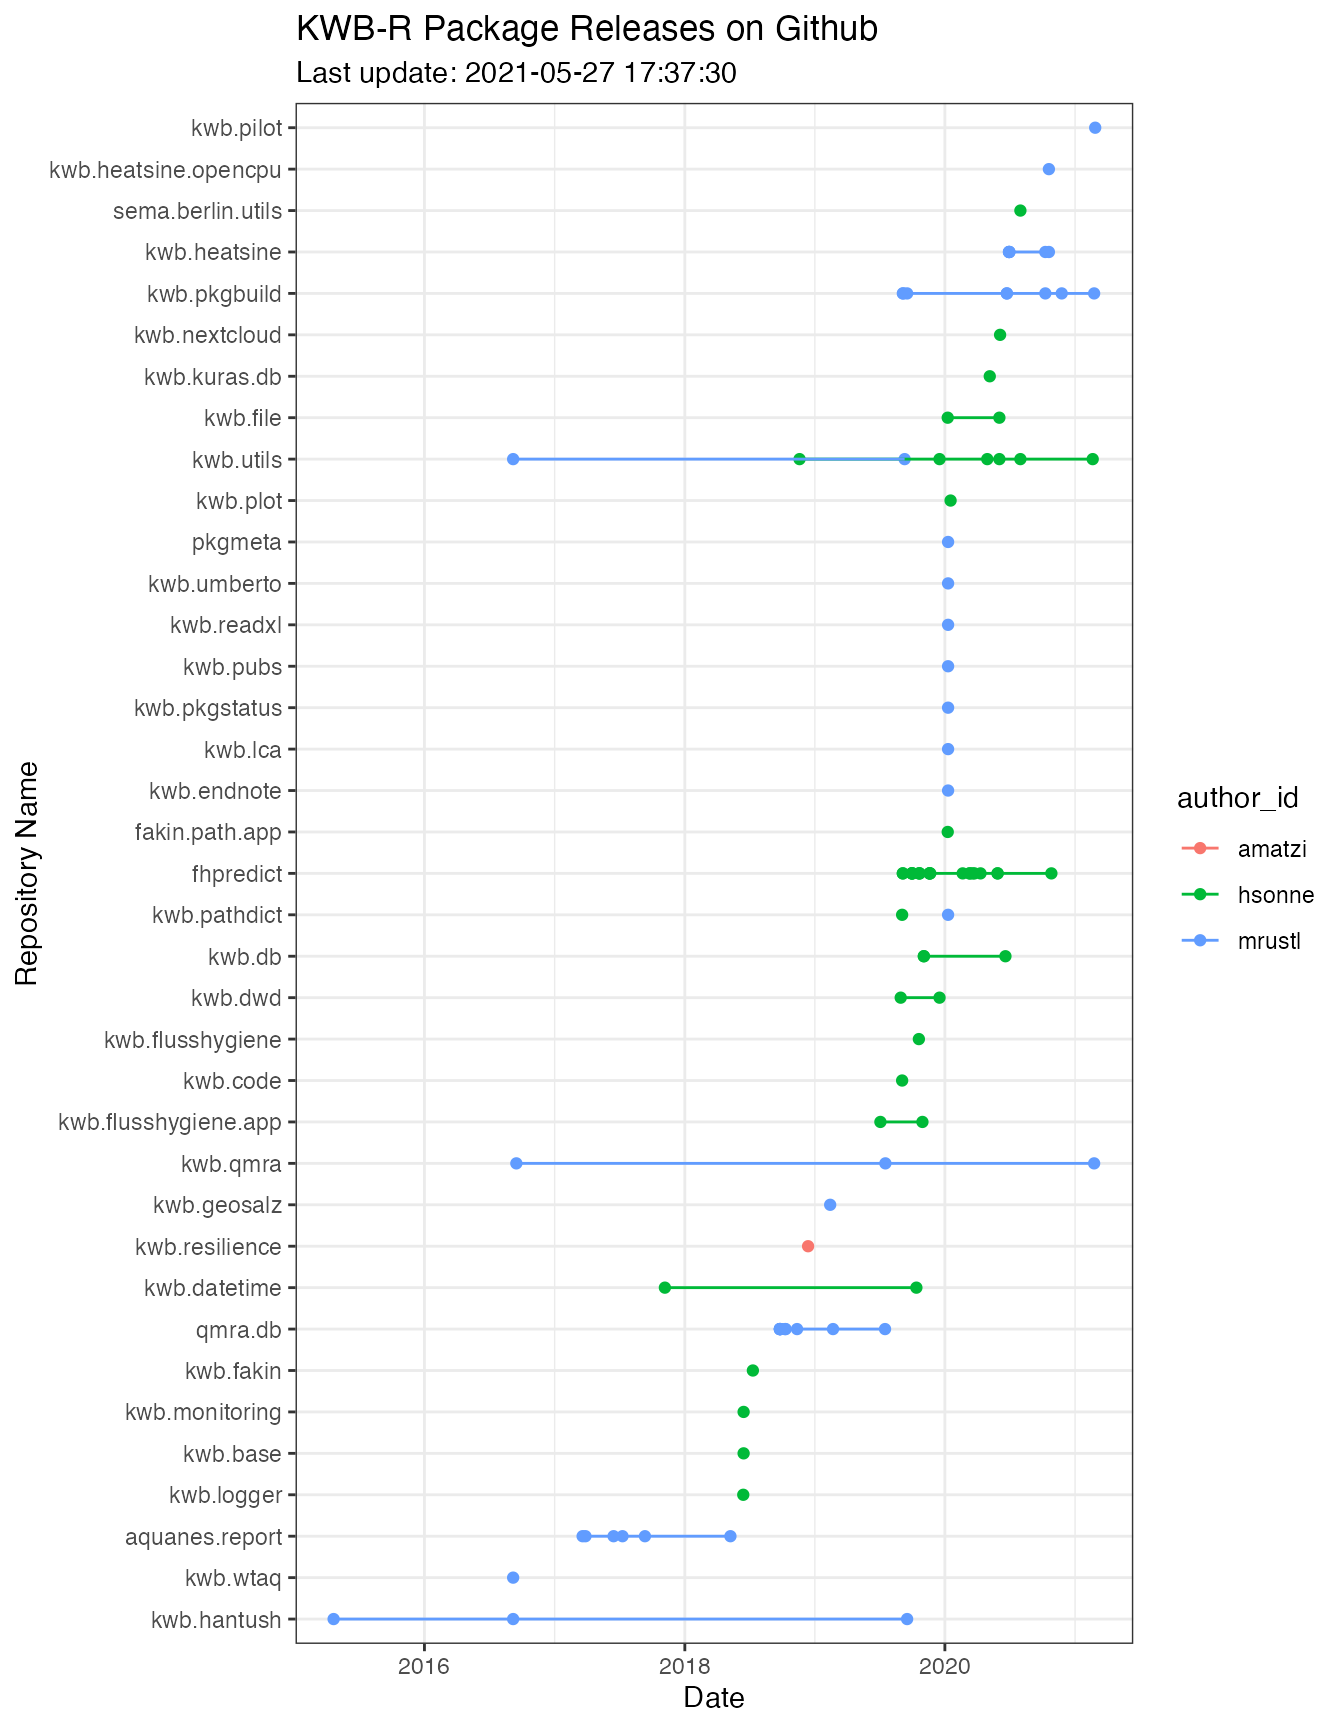 KWB-R Package Releases on Github
Last update: 2021-05-27 17:37:30
kwb.pilot
kwb.heatsine.opencpu
sema.berlin.utils
kwb.heatsine
kwb.pkgbuild
kwb.nextcloud
kwb.kuras.db
kwb.file
kwb.utils
kwb.plot
pkgmeta
kwb.umberto
kwb.readxl
kwb.pubs
kwb.pkgstatus
kwb.lca
kwb.endnote
fakin.path.app
fhpredict
kwb.pathdict
kwb.db
kwb.dwd
kwb.flusshygiene
kwb.code
kwb.flusshygiene.app
kwb.qmra
kwb.geosalz
kwb.resilience
kwb.datetime
qmra.db
kwb.fakin
kwb.monitoring
kwb.base
kwb.logger
aquanes.report
kwb.wtaq
kwb.hantush
Repository Name
2016
2018
2020
Date
author_id
amatzi
hsonne
mrustl